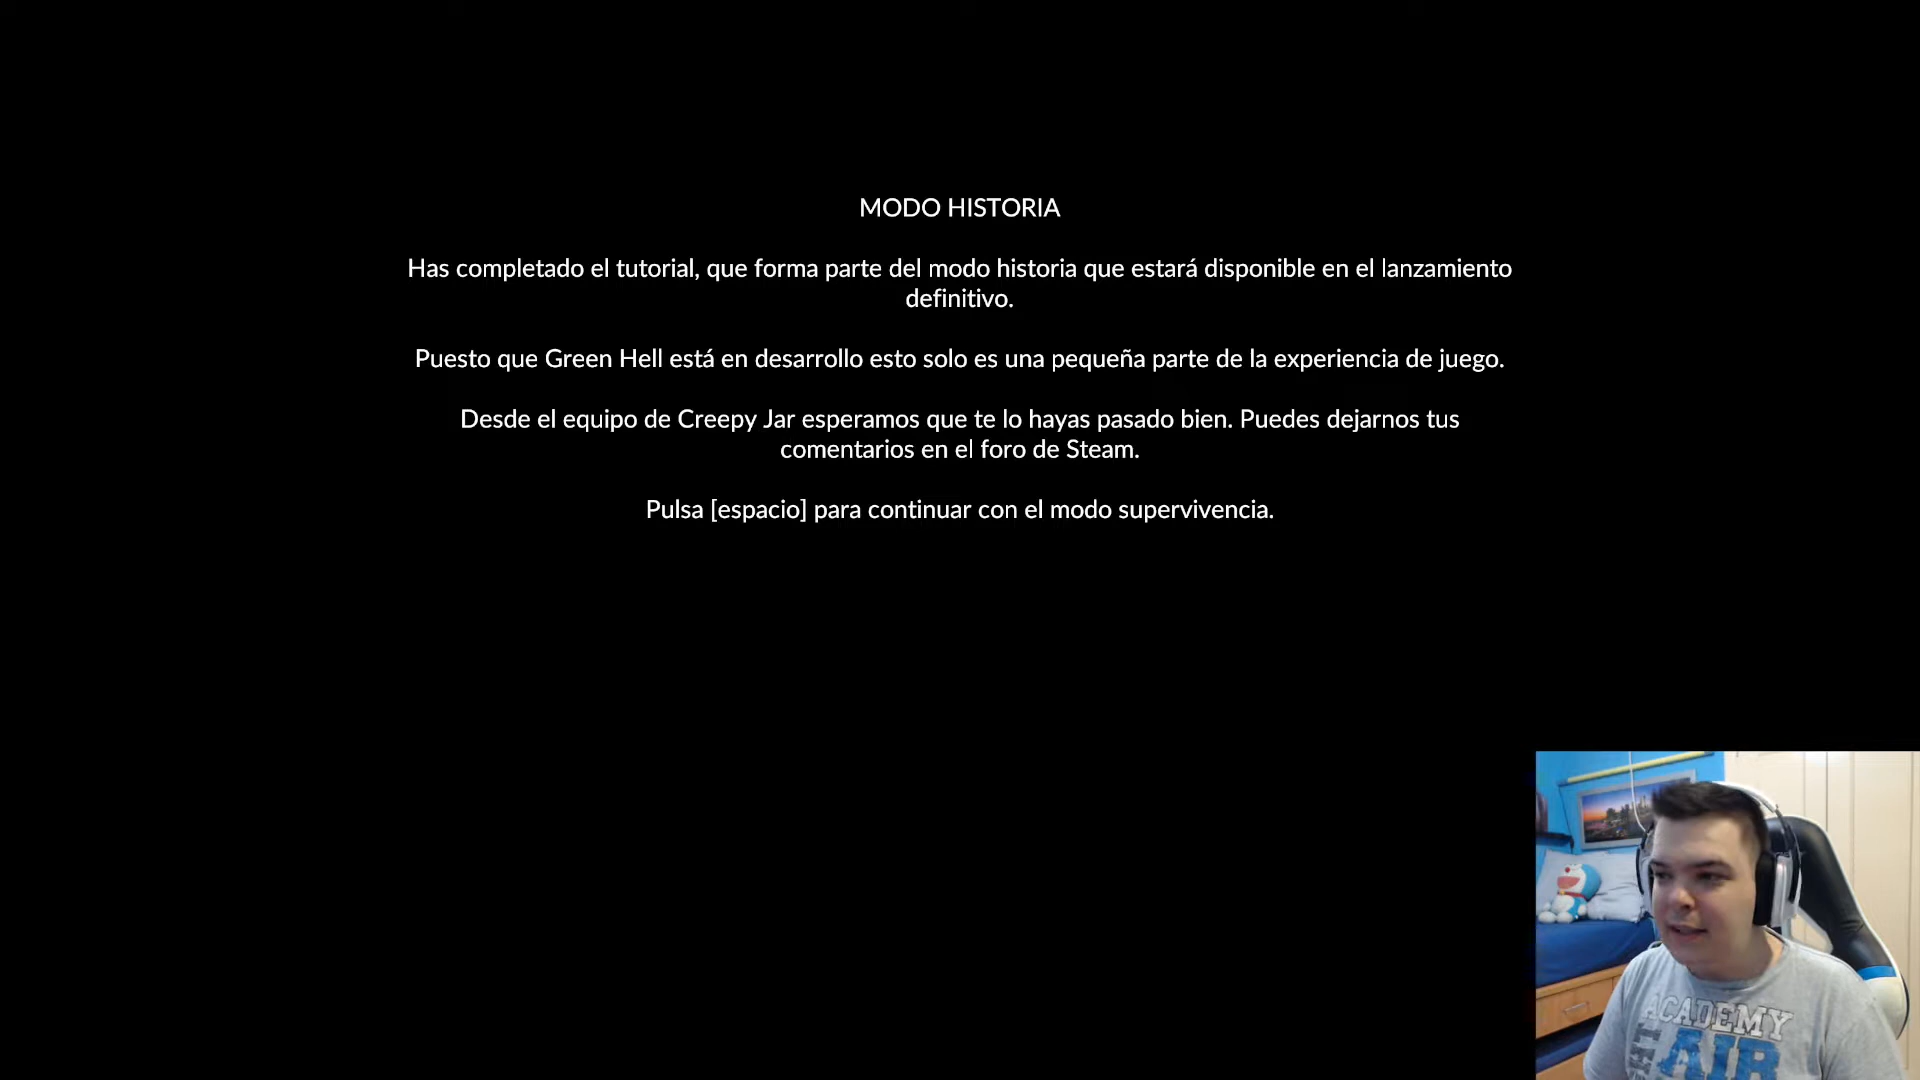 MODO HISTORIA
Has completado el tutorial, que forma parte del modo historia que estará disponible en el lanzamiento
definitivo.
Puesto que Green Hell está en desarrollo esto solo es una pequeña parte de la experiencia de juego.
Desde el equipo de Creepy Jar esperamos que te lo hayas pasado bien. Puedes dejarnos tus
comentarios en el foro de Steam.
Pulsa [espacio] para continuar con el modo supervivencia.
ACADEMY
AIR